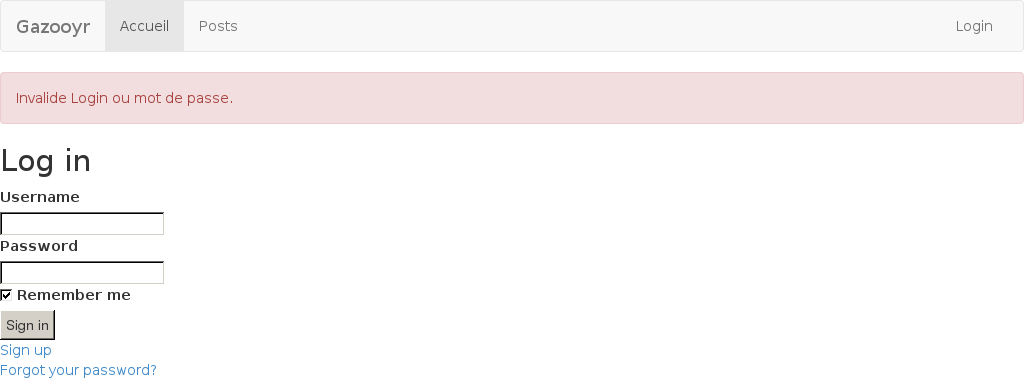 Gazooyr Accueil Posts Login
Invalide Login ou mot de passe.
Log in
Username
Password
Remember me
Sign in
Sign up
Forgot your password?